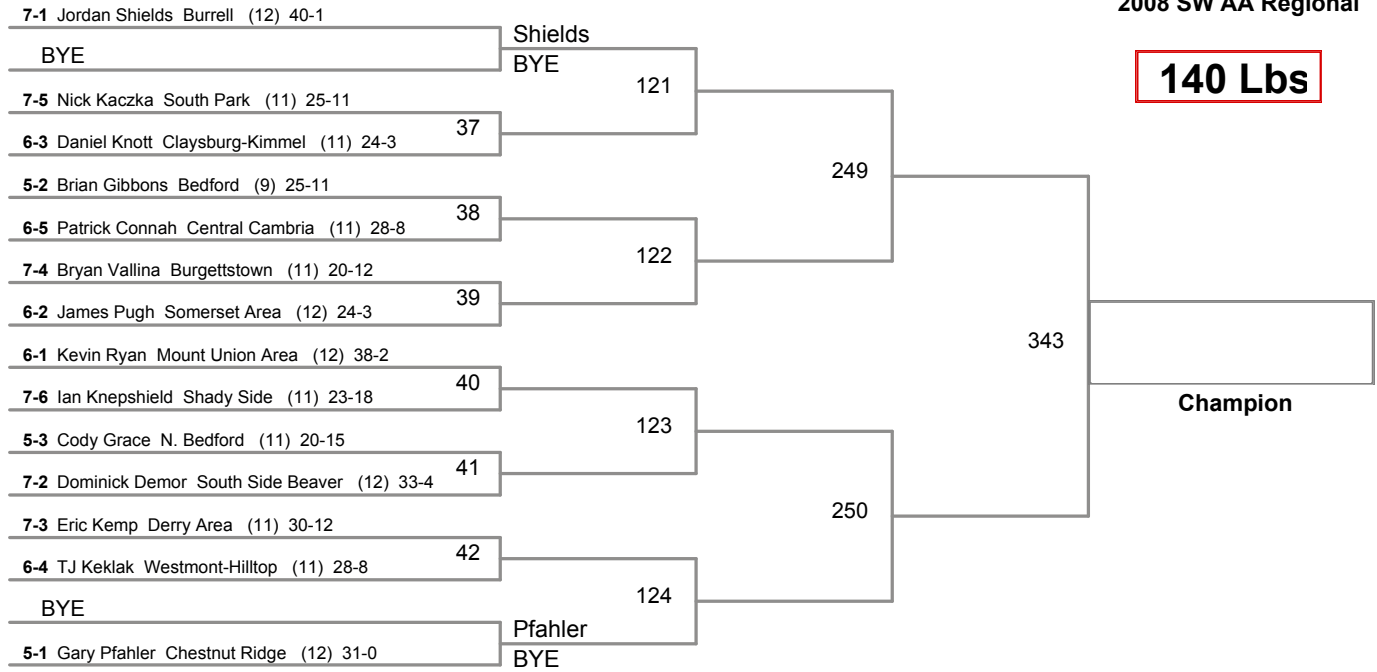 2008 SW AA Regional
140 Lbs
7-1 Jordan Shields Burrell (12) 40-1
BYE
Shields
BYE
121
7-5 Nick Kaczka South Park (11) 25-11
37
6-3 Daniel Knott Claysburg-Kimmel (11) 24-3
249
5-2 Brian Gibbons Bedford (9) 25-11
38
6-5 Patrick Connah Central Cambria (11) 28-8
122
7-4 Bryan Vallina Burgettstown (11) 20-12
39
6-2 James Pugh Somerset Area (12) 24-3
343
Champion
6-1 Kevin Ryan Mount Union Area (12) 38-2
40
7-6 Ian Knepshield Shady Side (11) 23-18
123
5-3 Cody Grace N. Bedford (11) 20-15
41
7-2 Dominick Demor South Side Beaver (12) 33-4
250
7-3 Eric Kemp Derry Area (11) 30-12
42
6-4 TJ Keklak Westmont-Hilltop (11) 28-8
124
BYE
Pfahler
BYE
5-1 Gary Pfahler Chestnut Ridge (12) 31-0